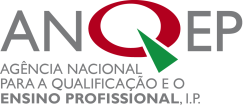 ANQEP
AGÊNCIA NACIONAL
PARA A QUALIFICAÇÃO E O
ENSINO PROFISSIONAL, I.P.